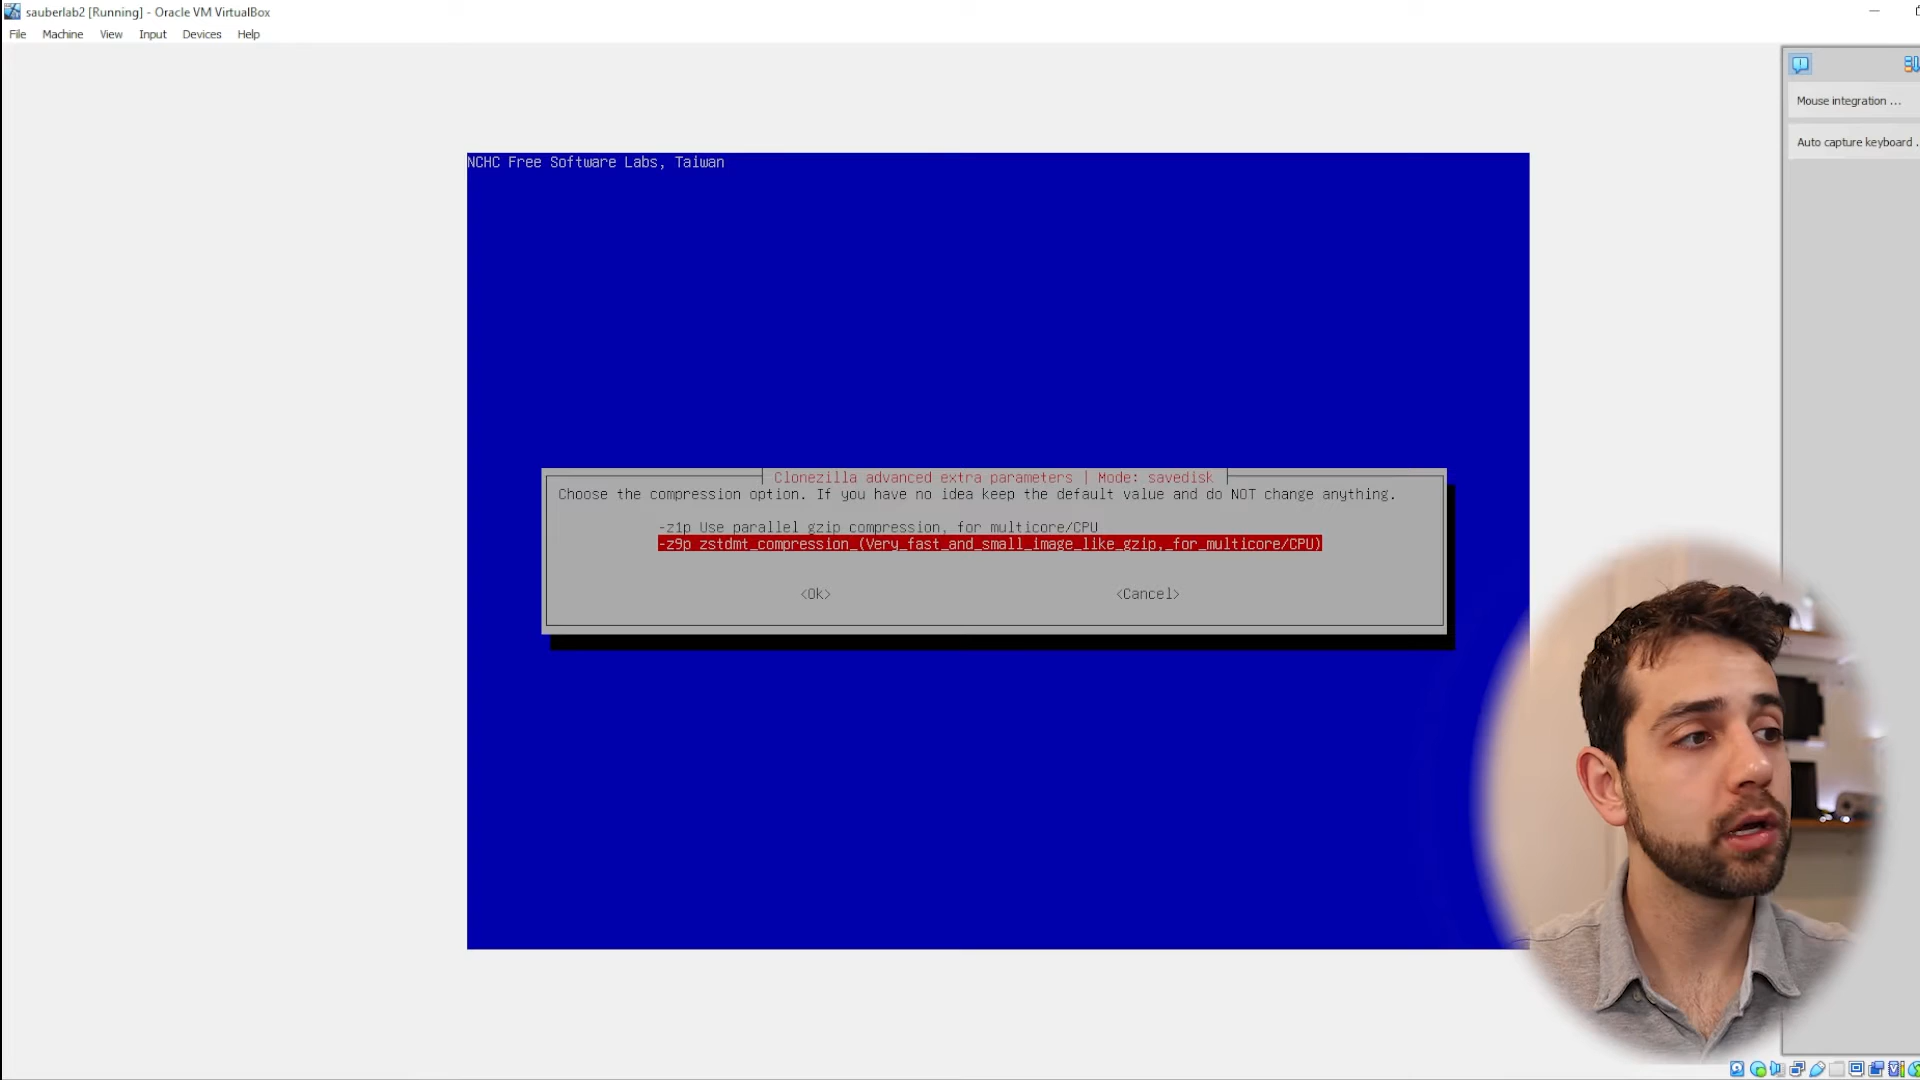 sauberlab2 [Running] - Oracle VM VirtualBox
File Machine View Input Devices Help
Mouse integration ...
Auto capture keyboard .
NCHC Free Software Labs, Taiwan
Clonezilla advanced extra parameters | Mode: savedisk
Choose the compression option. If you have no idea keep the default value and do NOT change anything.
-z1p Use parallel gzip compression, for multicore/CPU
-z9p zstdmt_compression_(Very_fast_and_small_image_like_gzip,_for_multicore/CPU)
<Ok> <Cancel>